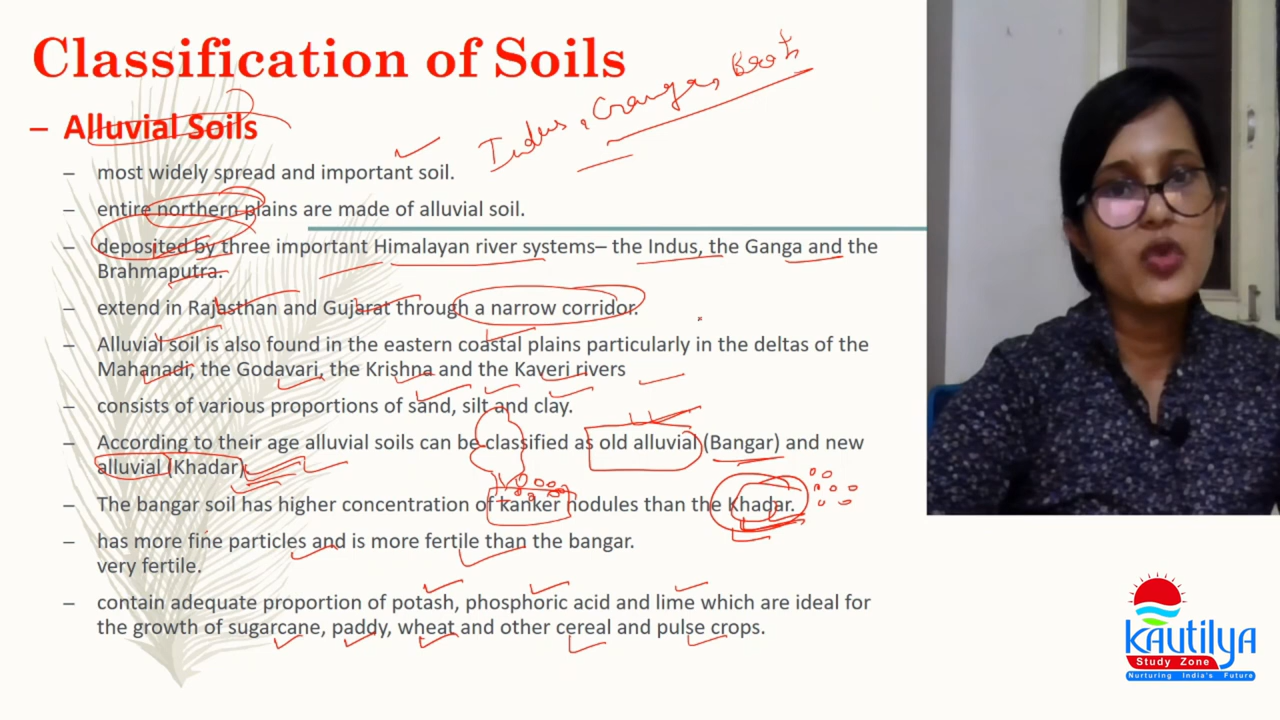 Classification of Soils
Indus, Ganga,
– Alluvial Soils
– most widely spread and important soil.
– entire northern plains are made of alluvial soil.
– deposited by three important Himalayan river systems– the Indus, the Ganga and the
Brahmaputra.
– extend in Rajasthan and Gujarat through a narrow corridor.
– Alluvial soil is also found in the eastern coastal plains particularly in the deltas of the
Mahanadi, the Godavari, the Krishna and the Kaveri rivers
– consists of various proportions of sand, silt and clay.
– According to their age alluvial soils can be classified as old alluvial (Bangar) and new
alluvial (Khadar)
– The bangar soil has higher concentration of kanker nodules than the Khadar.
– has more fine particles and is more fertile than the bangar.
very fertile.
– contain adequate proportion of potash, phosphoric acid and lime which are ideal for
the growth of sugarcane, paddy, wheat and other cereal and pulse crops.
Kautilya
Study Zone
Nurturing India's Future